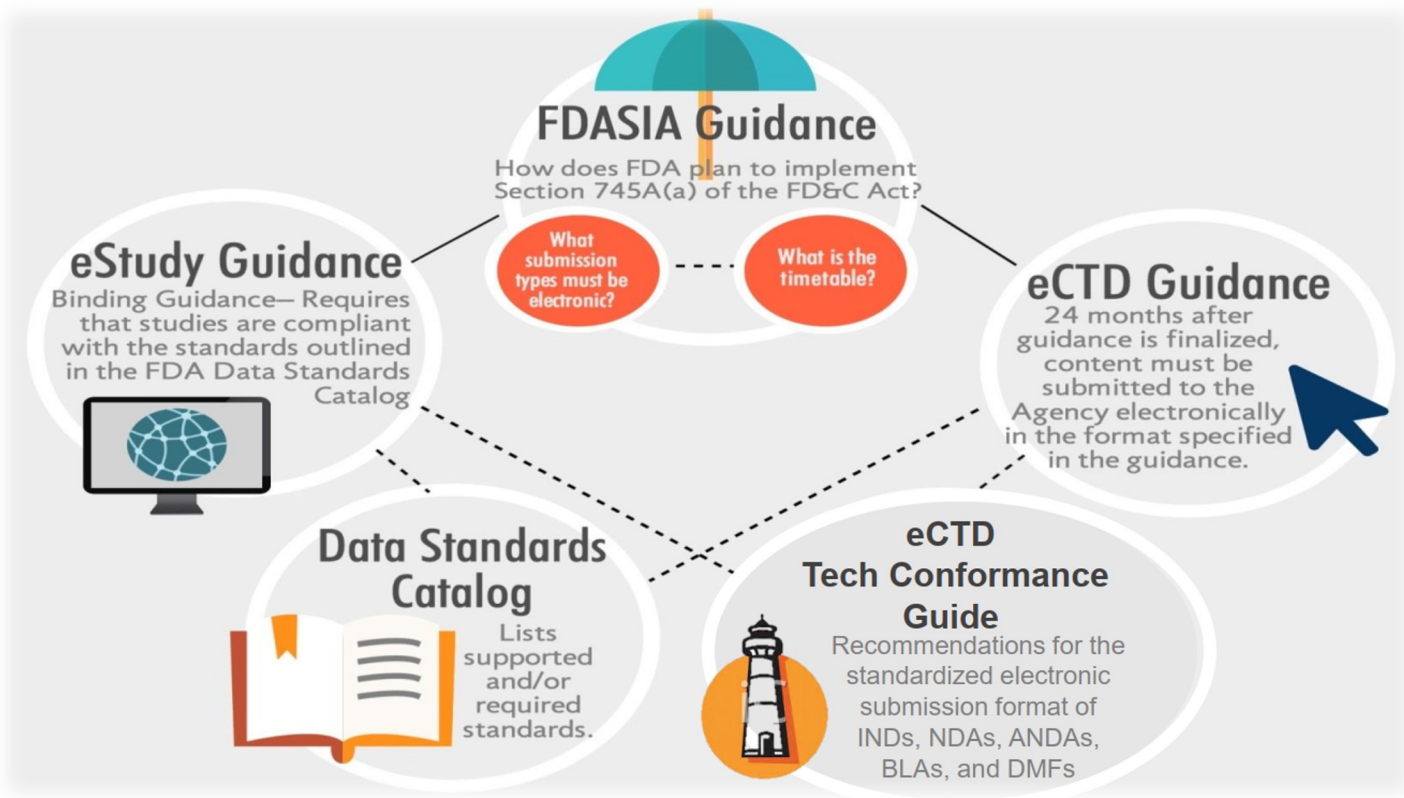 FDASIA Guidance
How does FDA plan to implement
Section 745A(a) of the FD&C Act?
What
submission
types must be
electronic?
What is the
timetable?
eStudy Guidance
Binding Guidance— Requires
that studies are compliant
with the standards outlined
in the FDA Data Standards
Catalog
eCTD Guidance
24 months after
guidance is finalized,
content must be
submitted to the
Agency electronically
in the format specified
in the guidance.
Data Standards
Catalog
Lists
supported
and/or
required
standards.
eCTD
Tech Conformance
Guide
Recommendations for the
standardized electronic
submission format of
INDs, NDAs, ANDAs,
BLAs, and DMFs